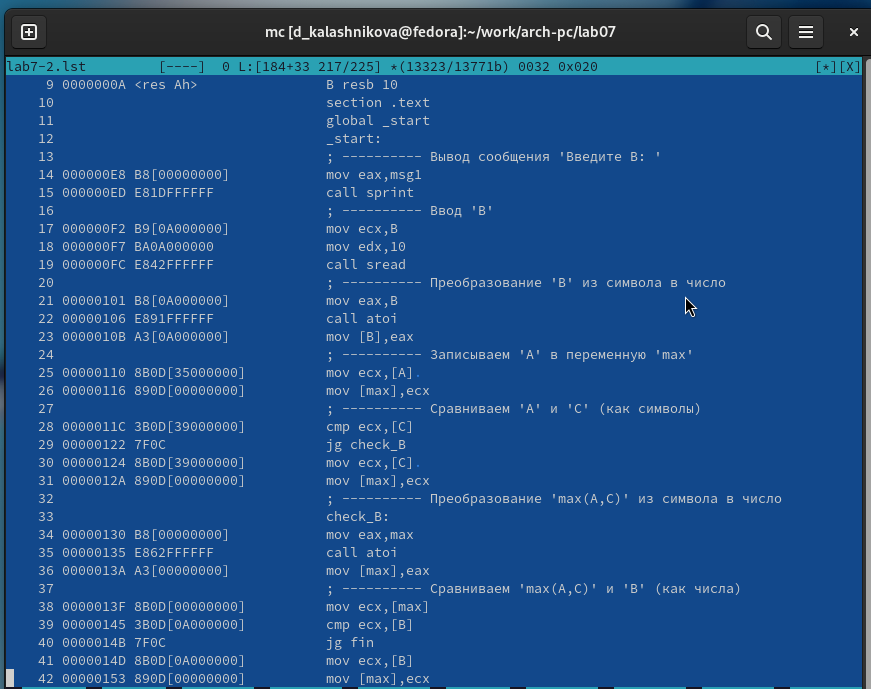 mc [d_kalashnikova@fedora]:~/work/arch-pc/lab07
lab7-2.lst [----] 0 L:[184+33 217/225] *(13323/13771b) 0032 0x020 [*][X]
9 0000000A <res Ah> B resb 10
10 section .text
11 global _start
12 _start:
13 ; ---------- Вывод сообщения 'Введите B: '
14 000000E8 B8[00000000] mov eax,msg1
15 000000ED E81DFFFFFF call sprint
16 ; ---------- Ввод 'B'
17 000000F2 B9[0A000000] mov ecx,B
18 000000F7 BA0A000000 mov edx,10
19 000000FC E842FFFFFF call sread
20 ; ---------- Преобразование 'B' из символа в число
21 00000101 B8[0A000000] mov eax,B
22 00000106 E891FFFFFF call atoi
23 0000010B A3[0A000000] mov [B],eax
24 ; ---------- Записываем 'A' в переменную 'max'
25 00000110 8B0D[35000000] mov ecx,[A].
26 00000116 890D[00000000] mov [max],ecx
27 ; ---------- Сравниваем 'A' и 'C' (как символы)
28 0000011C 3B0D[39000000] cmp ecx,[C]
29 00000122 7F0C jg check_B
30 00000124 8B0D[39000000] mov ecx,[C].
31 0000012A 890D[00000000] mov [max],ecx
32 ; ---------- Преобразование 'max(A,C)' из символа в число
33 check_B:
34 00000130 B8[00000000] mov eax,max
35 00000135 E862FFFFFF call atoi
36 0000013A A3[00000000] mov [max],eax
37 ; ---------- Сравниваем 'max(A,C)' и 'B' (как числа)
38 0000013F 8B0D[00000000] mov ecx,[max]
39 00000145 3B0D[0A000000] cmp ecx,[B]
40 0000014B 7F0C jg fin
41 0000014D 8B0D[0A000000] mov ecx,[B]
42 00000153 890D[00000000] mov [max],ecx